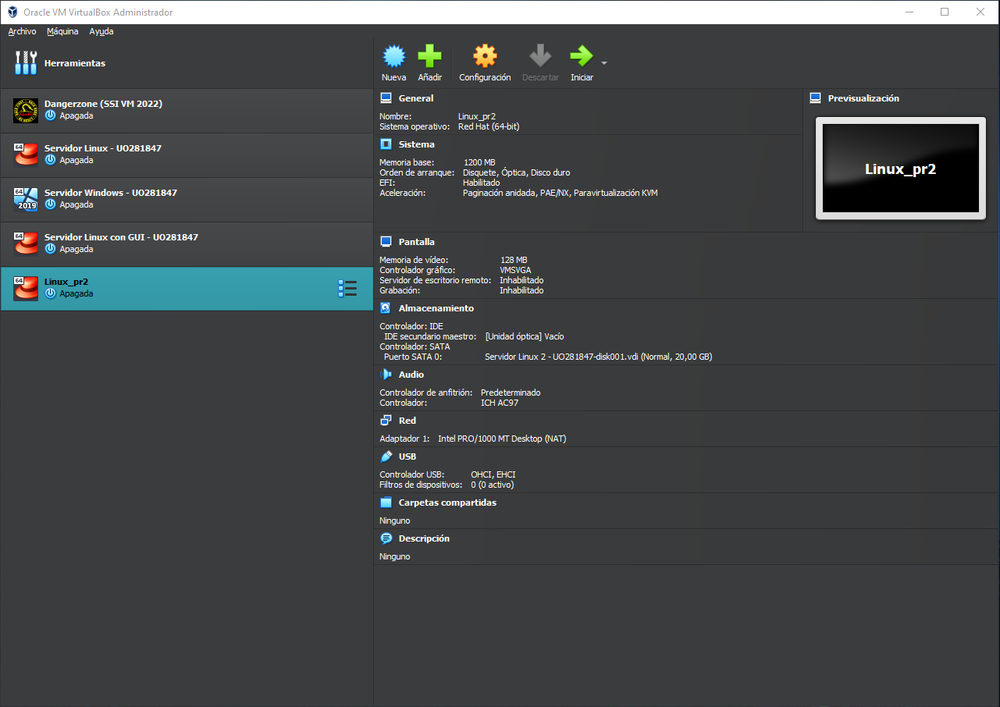 Oracle VM VirtualBox Administrador
Archivo Máquina Ayuda
Herramientas
Dangerzone (SSI VM 2022)
Apagada
64
Servidor Linux - UO281847
Apagada
64
2019
Servidor Windows - UO281847
Apagada
64
Servidor Linux con GUI - UO281847
Apagada
64
Linux_pr2
Apagada
Nueva Añadir Configuración Descartar Iniciar
General
Nombre: Linux_pr2
Sistema operativo: Red Hat (64-bit)
Sistema
Memoria base: 1200 MB
Orden de arranque: Disquete, Óptica, Disco duro
EFI: Habilitado
Aceleración: Paginación anidada, PAE/NX, Paravirtualización KVM
Previsualización
Linux_pr2
Pantalla
Memoria de vídeo: 128 MB
Controlador gráfico: VMSVGA
Servidor de escritorio remoto: Inhabilitado
Grabación: Inhabilitado
Almacenamiento
Controlador: IDE
IDE secundario maestro: [Unidad óptica] Vacío
Controlador: SATA
Puerto SATA 0: Servidor Linux 2 - UO281847-disk001.vdi (Normal, 20,00 GB)
Audio
Controlador de anfitrión: Predeterminado
Controlador: ICH AC97
Red
Adaptador 1: Intel PRO/1000 MT Desktop (NAT)
USB
Controlador USB: OHCI, EHCI
Filtros de dispositivos: 0 (0 activo)
Carpetas compartidas
Ninguno
Descripción
Ninguno